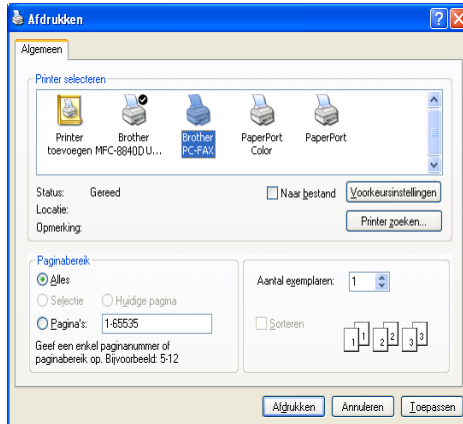 Afdrukken
Algemeen
Printer selecteren
Printer toevoegen
Brother MFC-8840D U...
Brother PC-FAX
PaperPort Color
PaperPort
Status: Gereed
Locatie:
Opmerking:
Naar bestand
Voorkeursinstellingen
Printer zoeken...
Paginabereik
Alles
Selectie Huidige pagina
Pagina's: 1-65535
Geef een enkel paginanummer of
paginabereik op. Bijvoorbeeld: 5-12
Aantal exemplaren: 1
Sorteren
1 1 2 2 3 3
Afdrukken Annuleren Toepassen